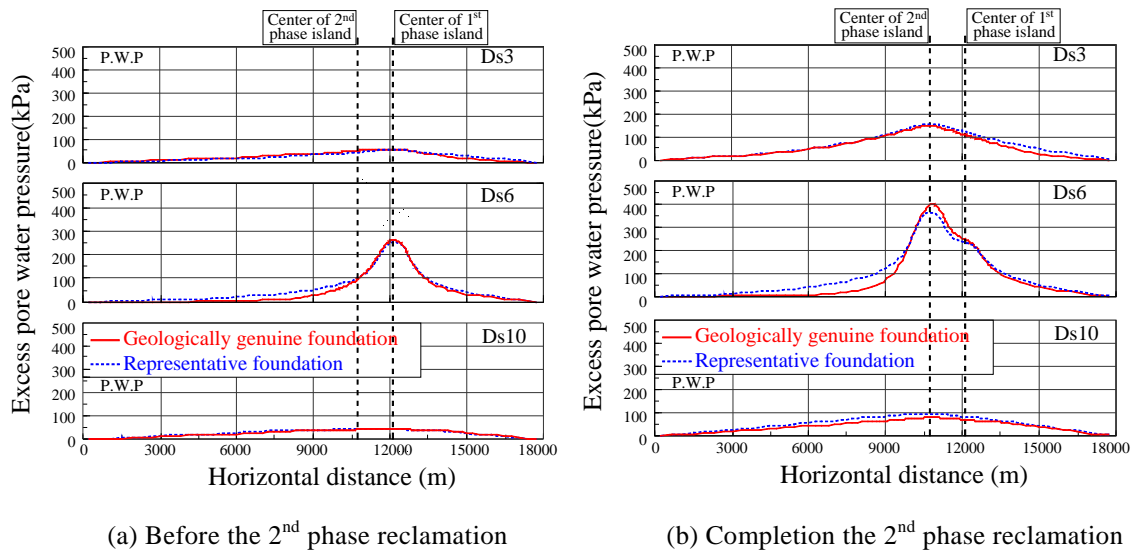 Center of 2nd
phase island
Center of 1st
phase island
500
400
300
200
100
0
P.W.P
Ds3
500
400
300
200
100
0
P.W.P
Ds6
500
400
300
200
100
0
Ds10
Geologically genuine foundation
Representative foundation
P.W.P
0
3000
6000
9000
12000
15000
18000
Excess pore water pressure(kPa)
Horizontal distance (m)
(a) Before the 2nd phase reclamation
Center of 2nd
phase island
Center of 1st
phase island
500
400
300
200
100
0
P.W.P
Ds3
500
400
300
200
100
0
P.W.P
Ds6
500
400
300
200
100
0
Ds10
Geologically genuine foundation
Representative foundation
P.W.P
0
3000
6000
9000
12000
15000
18000
Excess pore water pressure(kPa)
Horizontal distance (m)
(b) Completion the 2nd phase reclamation